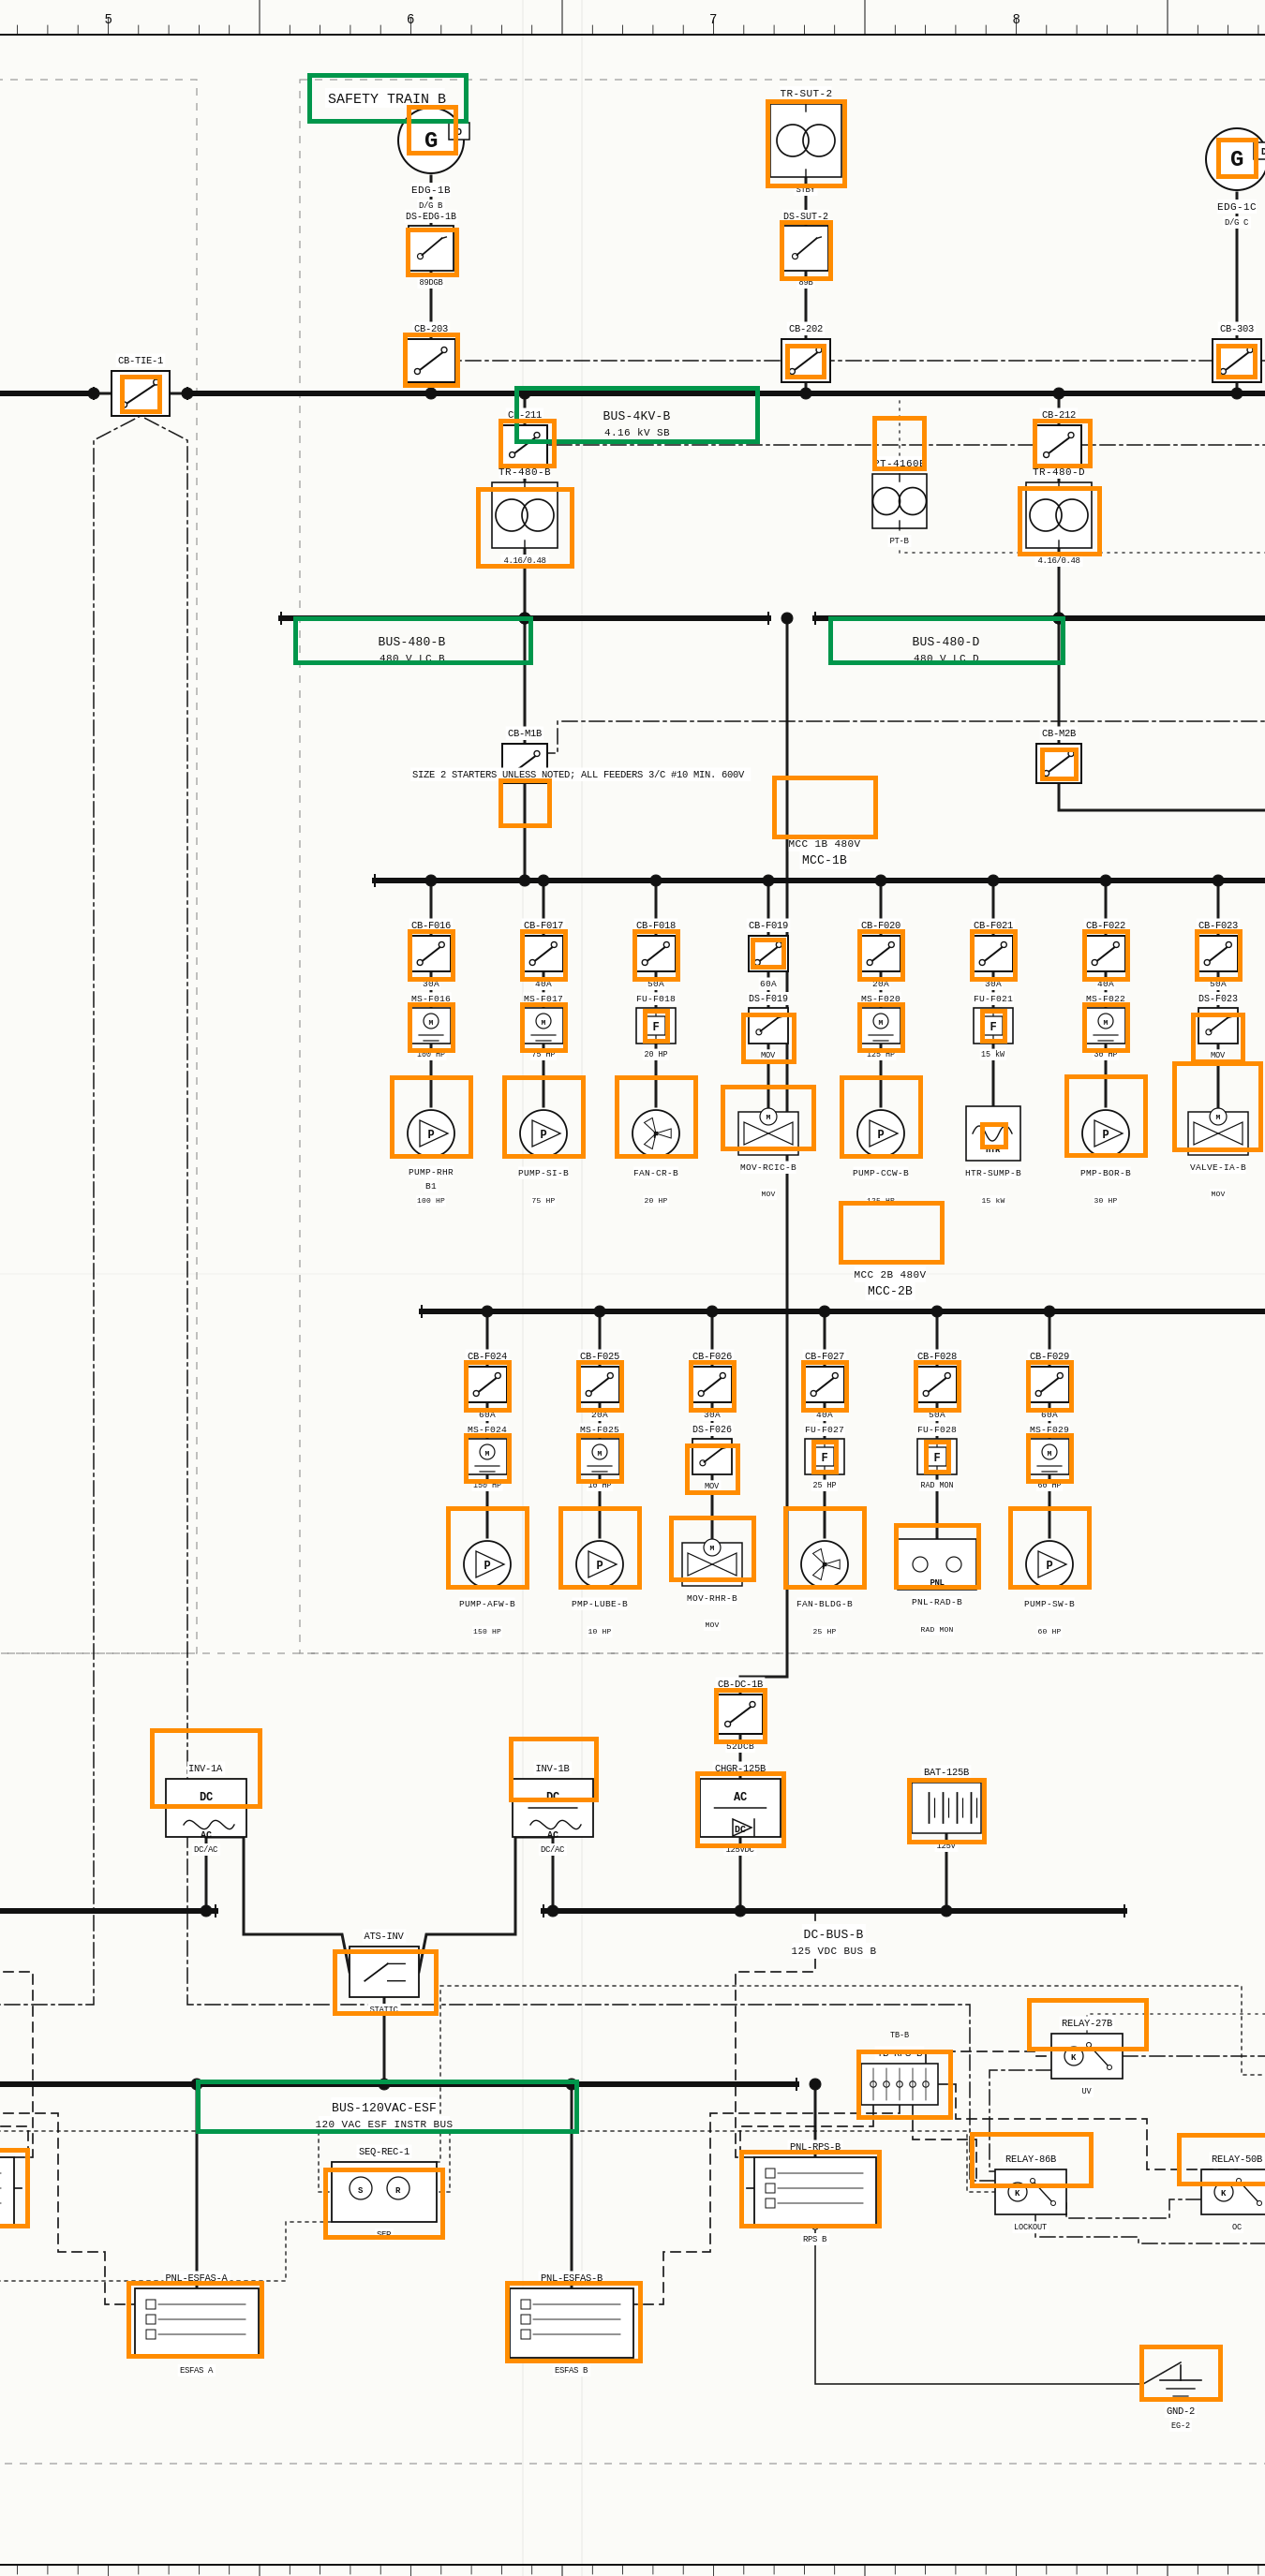 5 6 7 8
SAFETY TRAIN B
TR-SUT-2
G
G
EDG-1B
STBY
EDG-1C
D/G B
D/G C
DS-EDG-1B
DS-SUT-2
89DGB
89B
CB-203
CB-202
CB-303
CB-TIE-1
CB-211
BUS-4KV-B
CB-212
4.16 kV SB
TR-480-B
PT-4160B
TR-480-D
PT-B
4.16/0.48
4.16/0.48
BUS-480-B
BUS-480-D
480 V LC B
480 V LC D
CB-M1B
CB-M2B
SIZE 2 STARTERS UNLESS NOTED; ALL FEEDERS 3/C #10 MIN. 600V
MCC 1B 480V
MCC-1B
CB-F016 CB-F017 CB-F018 CB-F019 CB-F020 CB-F021 CB-F022 CB-F023
30A 40A 50A 60A 20A 30A 40A 50A
MS-F016 MS-F017 FU-F018 DS-F019 MS-F020 FU-F021 MS-F022 DS-F023
M M F M F M
100 HP 75 HP 20 HP MOV 125 HP 15 kW 30 HP MOV
M M
P P P P
HTR
PUMP-RHR B1
PUMP-SI-B FAN-CR-B MOV-RCIC-B PUMP-CCW-B HTR-SUMP-B PMP-BOR-B VALVE-IA-B
100 HP 75 HP 20 HP MOV 125 HP 15 kW 30 HP MOV
MCC 2B 480V
MCC-2B
CB-F024 CB-F025 CB-F026 CB-F027 CB-F028 CB-F029
60A 20A 30A 40A 50A 60A
MS-F024 MS-F025 DS-F026 FU-F027 FU-F028 MS-F029
M M F F M
150 HP 10 HP MOV 25 HP RAD MON 60 HP
M
P P P
PNL
PUMP-AFW-B PMP-LUBE-B MOV-RHR-B FAN-BLDG-B PNL-RAD-B PUMP-SW-B
150 HP 10 HP MOV 25 HP RAD MON 60 HP
CB-DC-1B
52DCB
INV-1A INV-1B CHGR-125B BAT-125B
DC DC AC
AC AC DC
DC/AC DC/AC 125VDC 125V
ATS-INV
DC-BUS-B
125 VDC BUS B
STATIC
RELAY-27B
TB-B
TB-RPS-B
K
UV
BUS-120VAC-ESF
120 VAC ESF INSTR BUS
SEQ-REC-1
PNL-RPS-B
RELAY-86B
RELAY-50B
S R
K K
SER
RPS B
LOCKOUT
OC
PNL-ESFAS-A
PNL-ESFAS-B
ESFAS A
ESFAS B
GND-2
EG-2